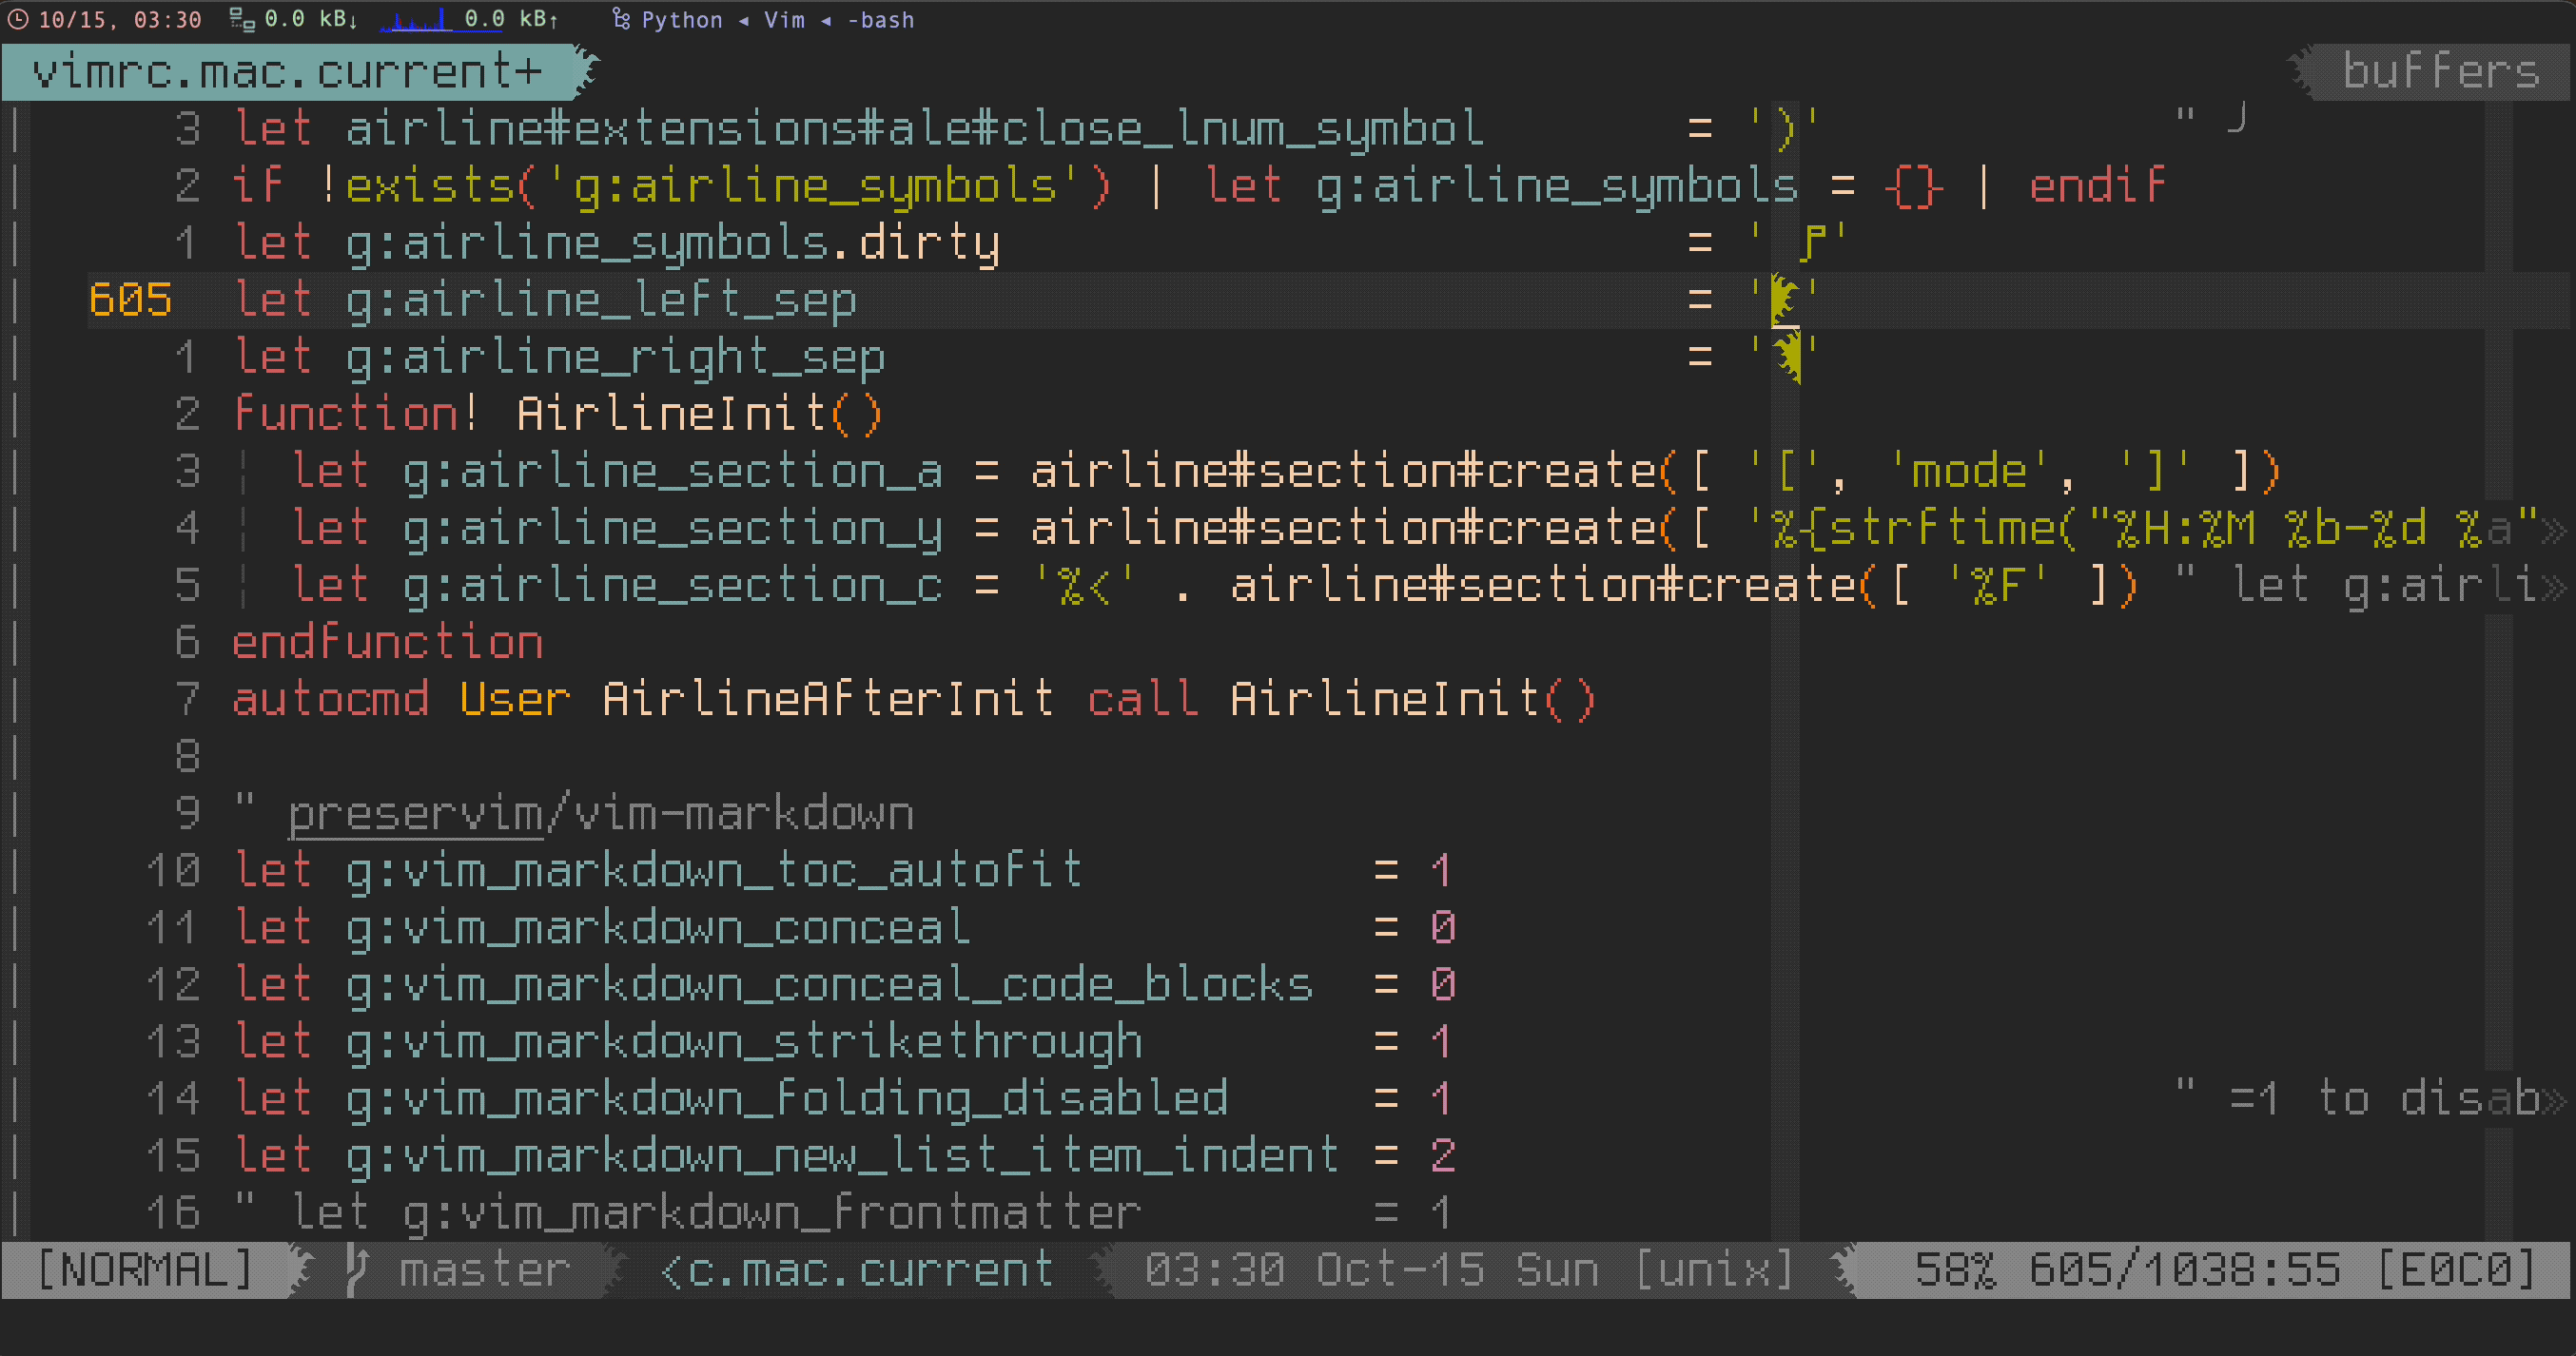 10/15, 03:30 0.0 kB↓ 0.0 kB↑ Python ◂ Vim ◂ -bash
vimrc.mac.current+ buffers
3 let airline#extensions#ale#close_lnum_symbol = ')' " ╯
2 if !exists('g:airline_symbols') | let g:airline_symbols = {} | endif
1 let g:airline_symbols.dirty = ' '
605 let g:airline_left_sep = ''
1 let g:airline_right_sep = ''
2 function! AirlineInit()
3 ¦ let g:airline_section_a = airline#section#create([ '[', 'mode', ']' ])
4 ¦ let g:airline_section_y = airline#section#create([ '%{strftime("%H:%M %b-%d %a"»
5 ¦ let g:airline_section_c = '%<' . airline#section#create([ '%F' ]) " let g:airli»
6 endfunction
7 autocmd User AirlineAfterInit call AirlineInit()
8
9 " preservim/vim-markdown
10 let g:vim_markdown_toc_autofit = 1
11 let g:vim_markdown_conceal = 0
12 let g:vim_markdown_conceal_code_blocks = 0
13 let g:vim_markdown_strikethrough = 1
14 let g:vim_markdown_folding_disabled = 1 " =1 to disab»
15 let g:vim_markdown_new_list_item_indent = 2
16 " let g:vim_markdown_frontmatter = 1
[NORMAL] master <c.mac.current 03:30 Oct-15 Sun [unix] 58% 605/1038:55 [E0C0]